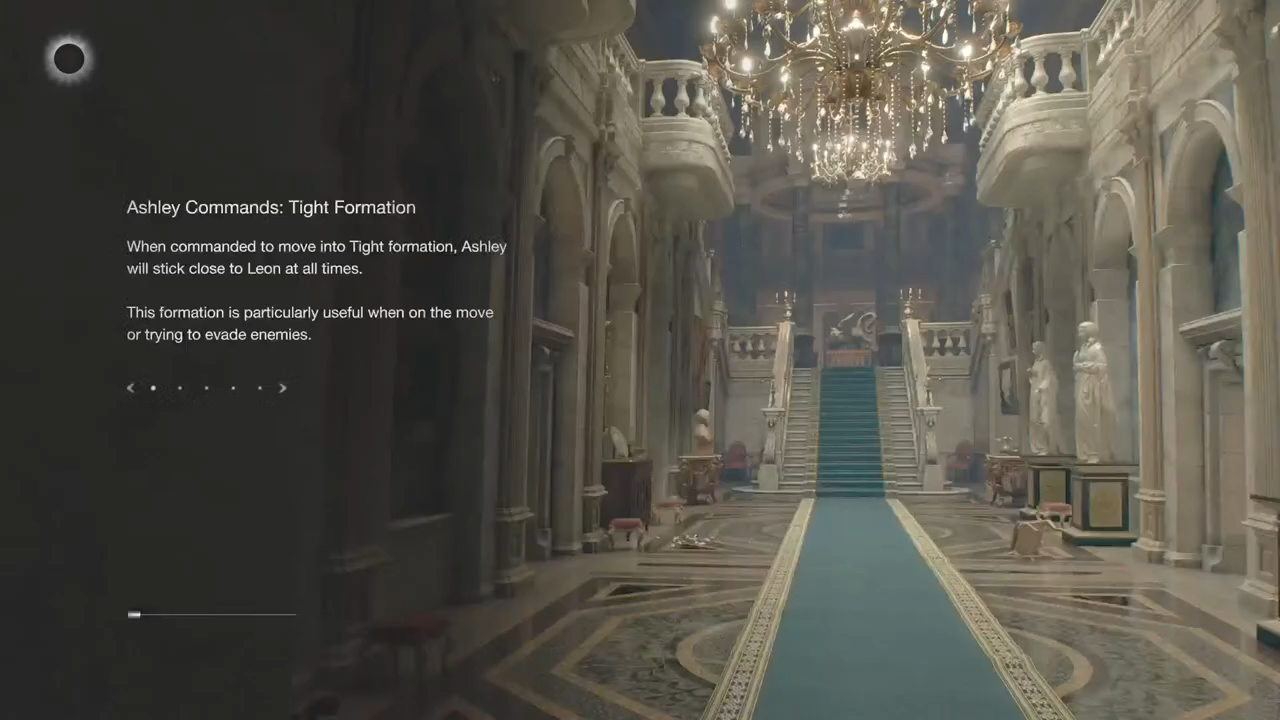 Ashley Commands: Tight Formation
When commanded to move into Tight formation, Ashley
will stick close to Leon at all times.
This formation is particularly useful when on the move
or trying to evade enemies.